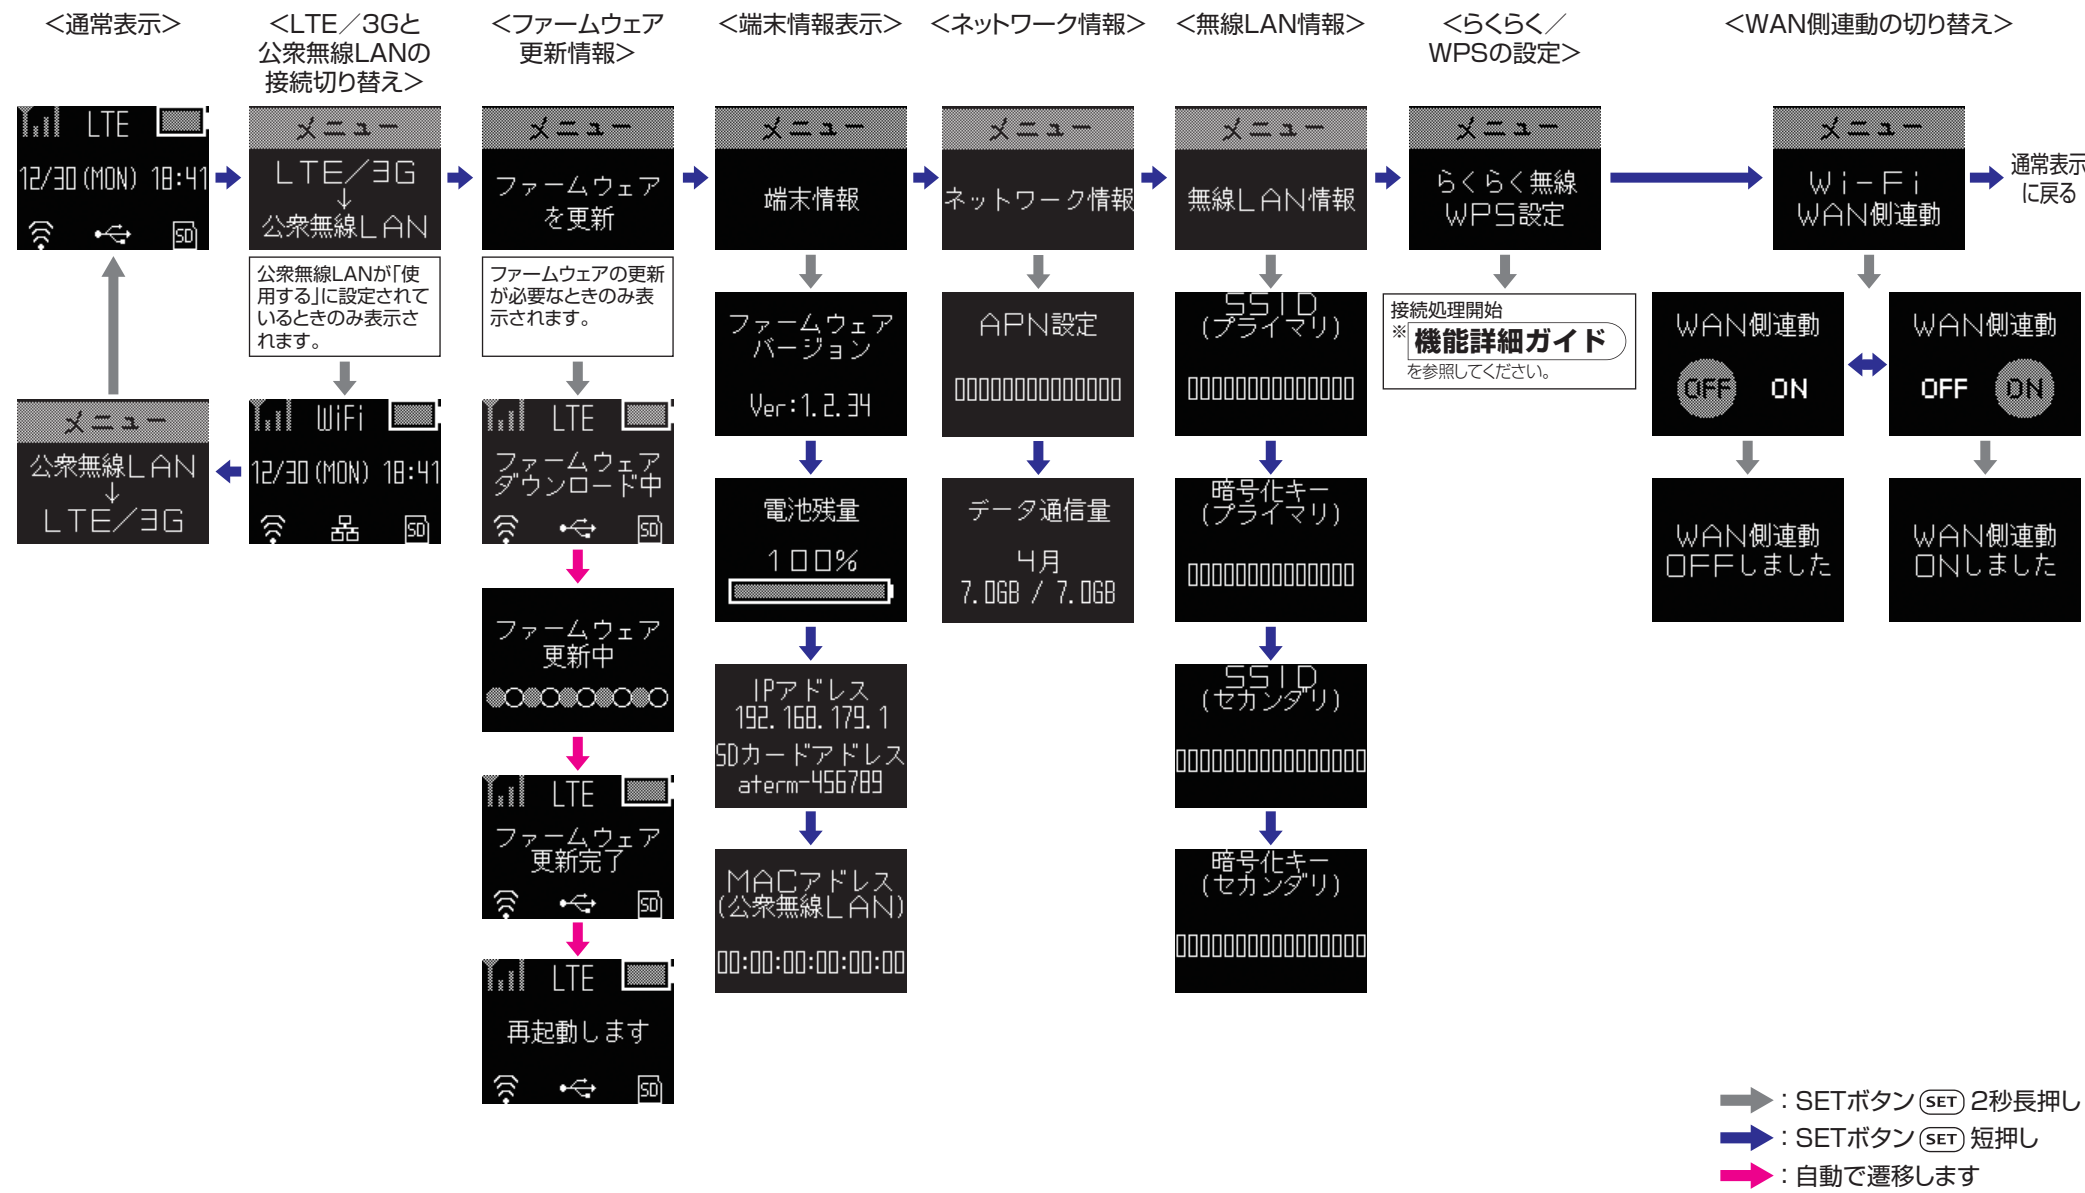 ＜通常表示＞
＜LTE／3Gと
公衆無線LANの
接続切り替え＞
＜ファームウェア
更新情報＞
＜端末情報表示＞
＜ネットワーク情報＞
＜無線LAN情報＞
＜らくらく／
WPSの設定＞
＜WAN側連動の切り替え＞
LTE
12/30(MON) 18:41
SD
メニュー
LTE／3G
↓
公衆無線LAN
メニュー
ファームウェア
を更新
メニュー
端末情報
メニュー
ネットワーク情報
メニュー
無線LAN情報
メニュー
らくらく無線
WPS設定
メニュー
Wi-Fi
WAN側連動
通常表示
に戻る
公衆無線LANが「使
用する」に設定されて
いるときのみ表示さ
れます。
WiFi
12/30(MON) 18:41
SD
メニュー
公衆無線LAN
↓
LTE／3G
ファームウェアの更新
が必要なときのみ表
示されます。
LTE
ファームウェア
ダウンロード中
SD
ファームウェア
更新中
LTE
ファームウェア
更新完了
SD
LTE
再起動します
SD
ファームウェア
バージョン
Ver:1.2.34
電池残量
100%
IPアドレス
192.168.179.1
SDカードアドレス
aterm-456789
MACアドレス
(公衆無線LAN)
00:00:00:00:00:00
APN設定
00000000000000
データ通信量
4月
7.0GB / 7.0GB
SSID
(プライマリ)
00000000000000
暗号化キー
(プライマリ)
00000000000000
SSID
(セカンダリ)
0000000000000000
暗号化キー
(セカンダリ)
0000000000000000
接続処理開始
※機能詳細ガイド
を参照してください。
WAN側連動
OFF ON
WAN側連動
OFF ON
WAN側連動
OFFしました
WAN側連動
ONしました
：SETボタン SET 2秒長押し
：SETボタン SET 短押し
：自動で遷移します